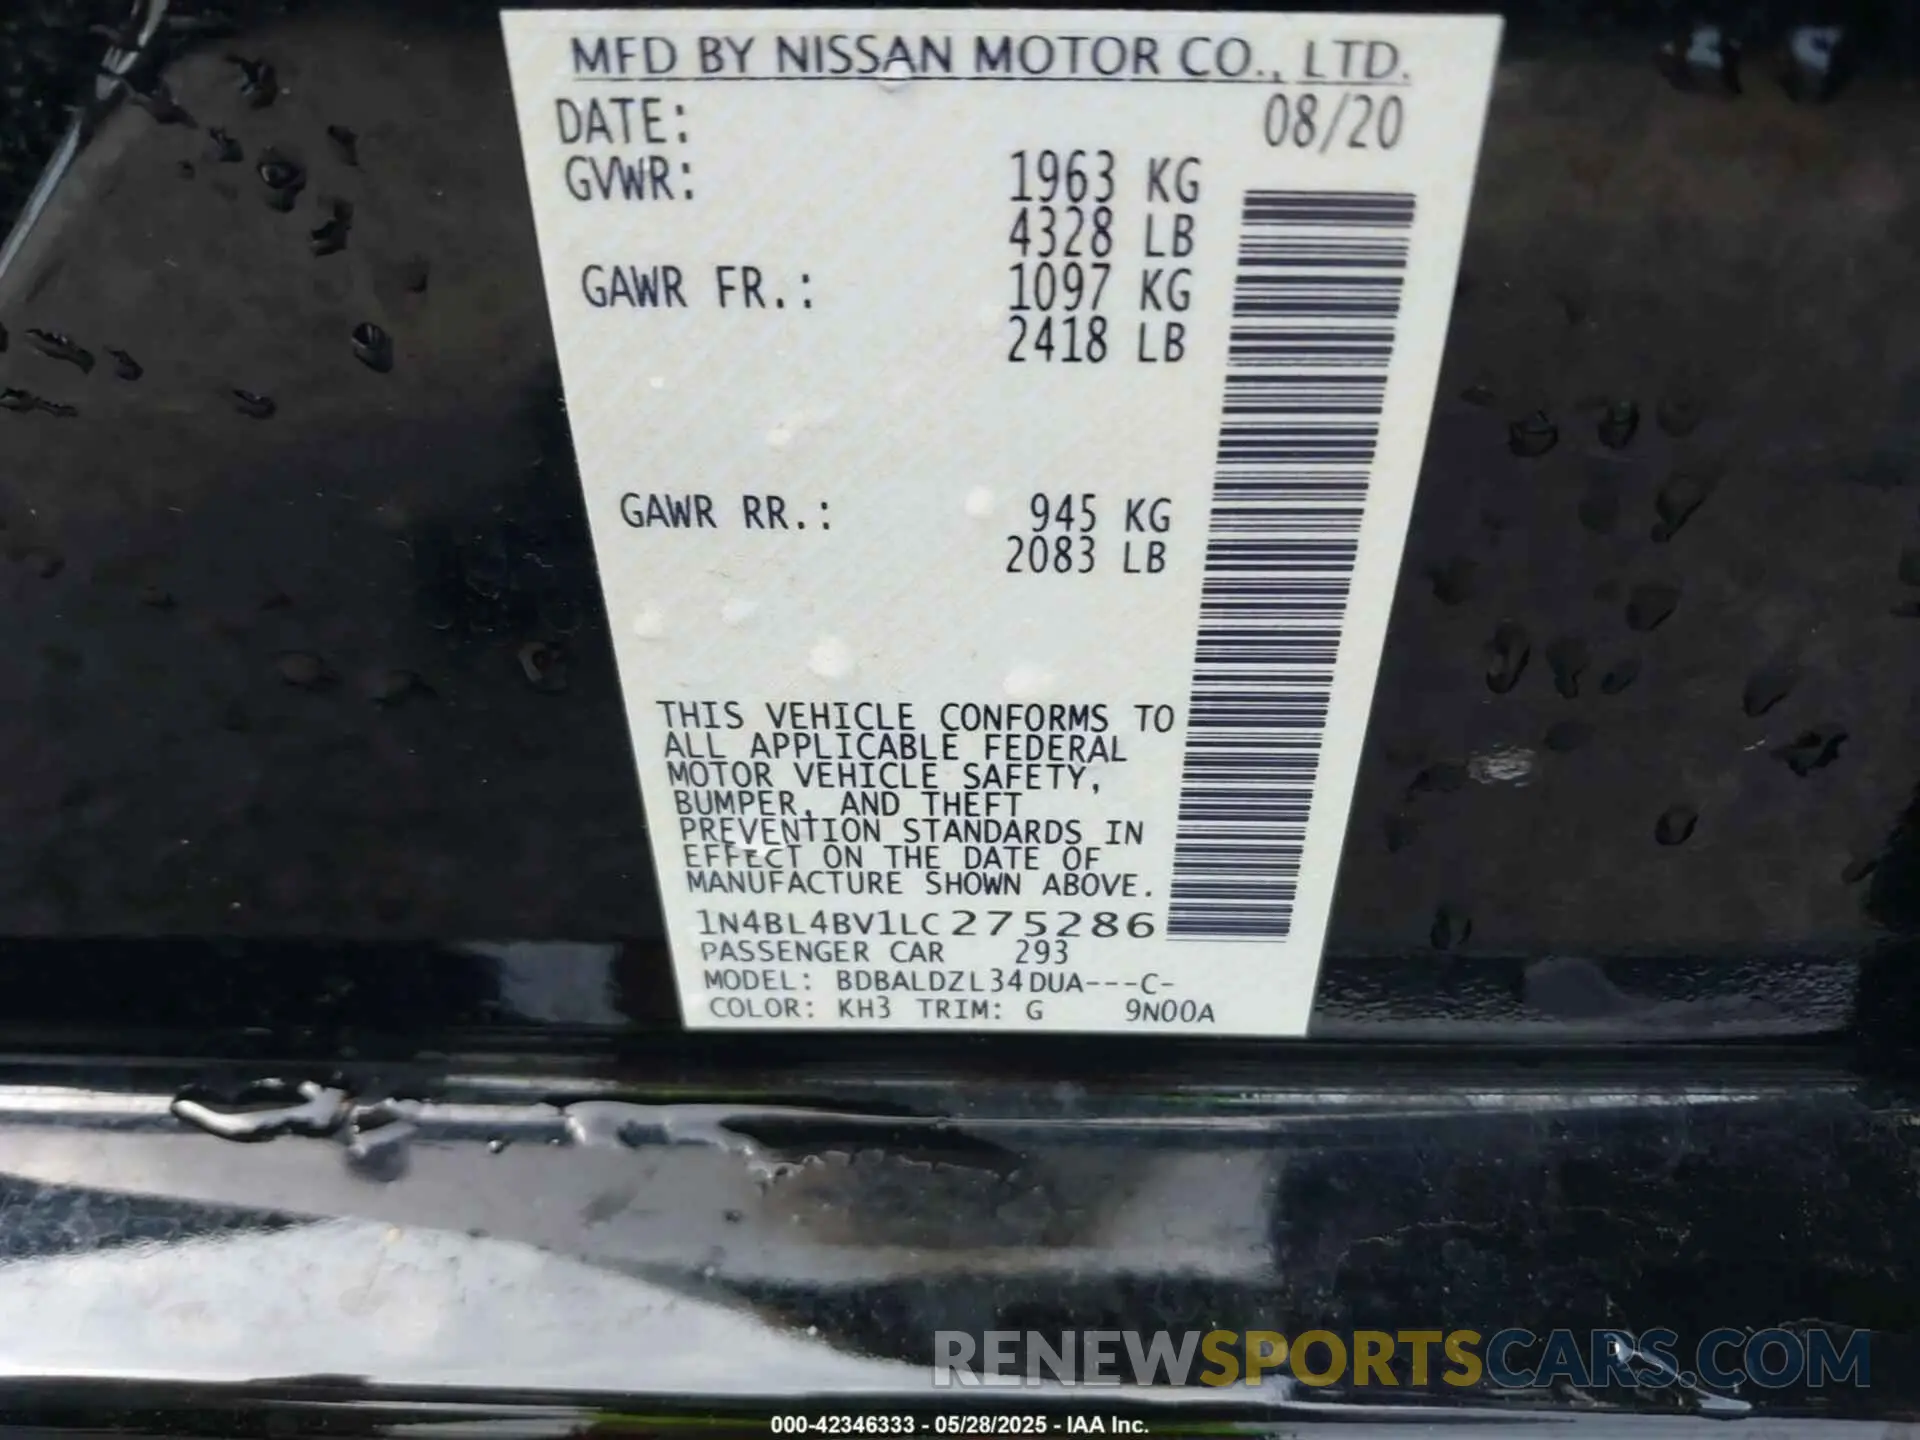 MFD BY NISSAN MOTOR CO., LTD.
DATE: 08/20
GVWR: 1963 KG
4328 LB
GAWR FR.: 1097 KG
2418 LB
GAWR RR.: 945 KG
2083 LB
THIS VEHICLE CONFORMS TO
ALL APPLICABLE FEDERAL
MOTOR VEHICLE SAFETY,
BUMPER, AND THEFT
PREVENTION STANDARDS IN
EFFECT ON THE DATE OF
MANUFACTURE SHOWN ABOVE.
1N4BL4BV1LC275286
PASSENGER CAR 293
MODEL: BDBALDZL34DUA---C-
COLOR: KH3 TRIM: G 9N00A
RENEWSPORTSCARS.COM
000-42346333 - 05/28/2025 - IAA Inc.